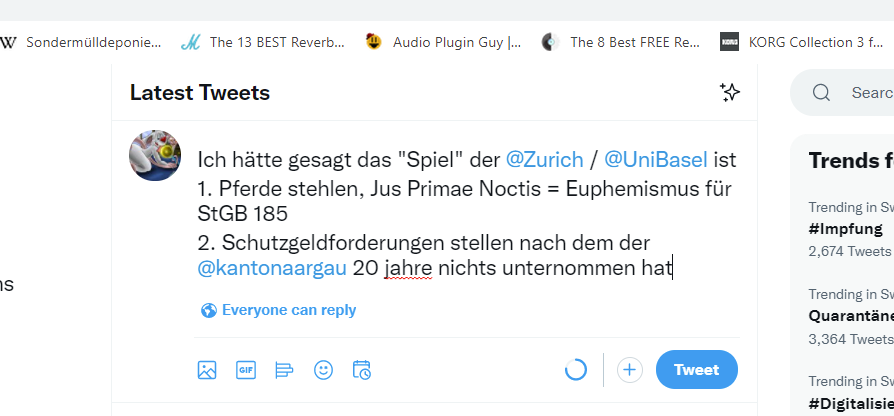 W Sondermülldeponie... The 13 BEST Reverb... Audio Plugin Guy |... The 8 Best FREE Re... KORG KORG Collection 3 f...
Latest Tweets
Searc
Ich hätte gesagt das "Spiel" der @Zurich / @UniBasel ist
1. Pferde stehlen, Jus Primae Noctis = Euphemismus für
StGB 185
2. Schutzgeldforderungen stellen nach dem der
@kantonaargau 20 jahre nichts unternommen hat
Everyone can reply
GIF
Tweet
ns
Trends f
Trending in Sw
#Impfung
2,674 Tweets
Trending in Sw
Quarantäne
3,364 Tweets
Trending in Sw
#Digitalisie